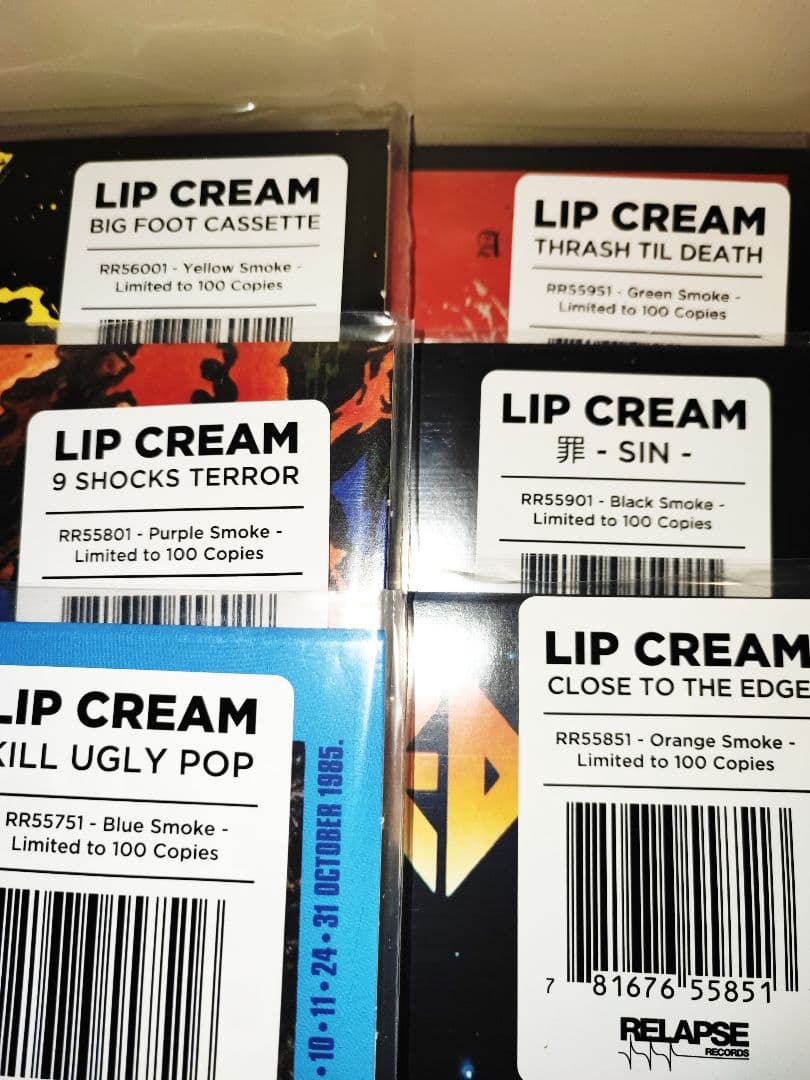 LIP CREAM
BIG FOOT CASSETTE
RR56001 - Yellow Smoke -
Limited to 100 Copies
A
LIP CREAM
THRASH TIL DEATH
RR55951 - Green Smoke -
Limited to 100 Copies
LIP CREAM
9 SHOCKS TERROR
RR55801 - Purple Smoke -
Limited to 100 Copies
LIP CREAM
罪 - SIN -
RR55901 - Black Smoke -
Limited to 100 Copies
LIP CREAM
KILL UGLY POP
RR55751 - Blue Smoke -
Limited to 100 Copies
•10•11•24•31 OCTOBER 1985.
ED
LIP CREAM
CLOSE TO THE EDGE
RR55851 - Orange Smoke -
Limited to 100 Copies
7 81676 55851
RELAPSE
RECORDS